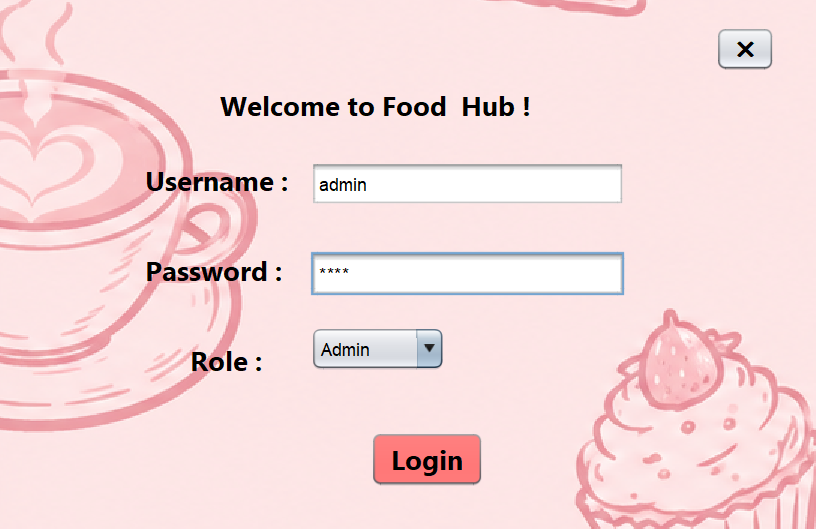 ✕
Welcome to Food  Hub !
Username : admin
Password : ****
Role : Admin
Login